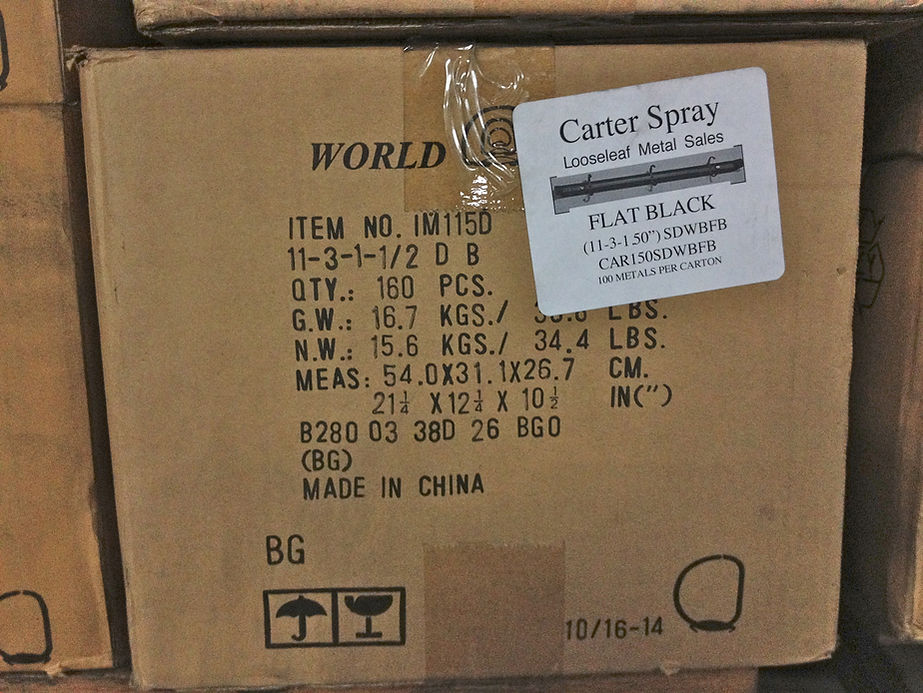 WORLD
Carter Spray
Looseleaf Metal Sales
FLAT BLACK
(11-3-1.50") SDWBFB
CAR150SDWBFB
100 METALS PER CARTON
ITEM NO. IM115D
11-3-1-1/2 D B
QTY.: 160 PCS.
G.W.: 16.7 KGS./ LBS.
N.W.: 15.6 KGS./ 34.4 LBS.
MEAS: 54.0X31.1X26.7 CM.
21¼ X12¼ X 10½ IN(")
B280 03 38D 26 BG0
(BG)
MADE IN CHINA
BG
10/16-14